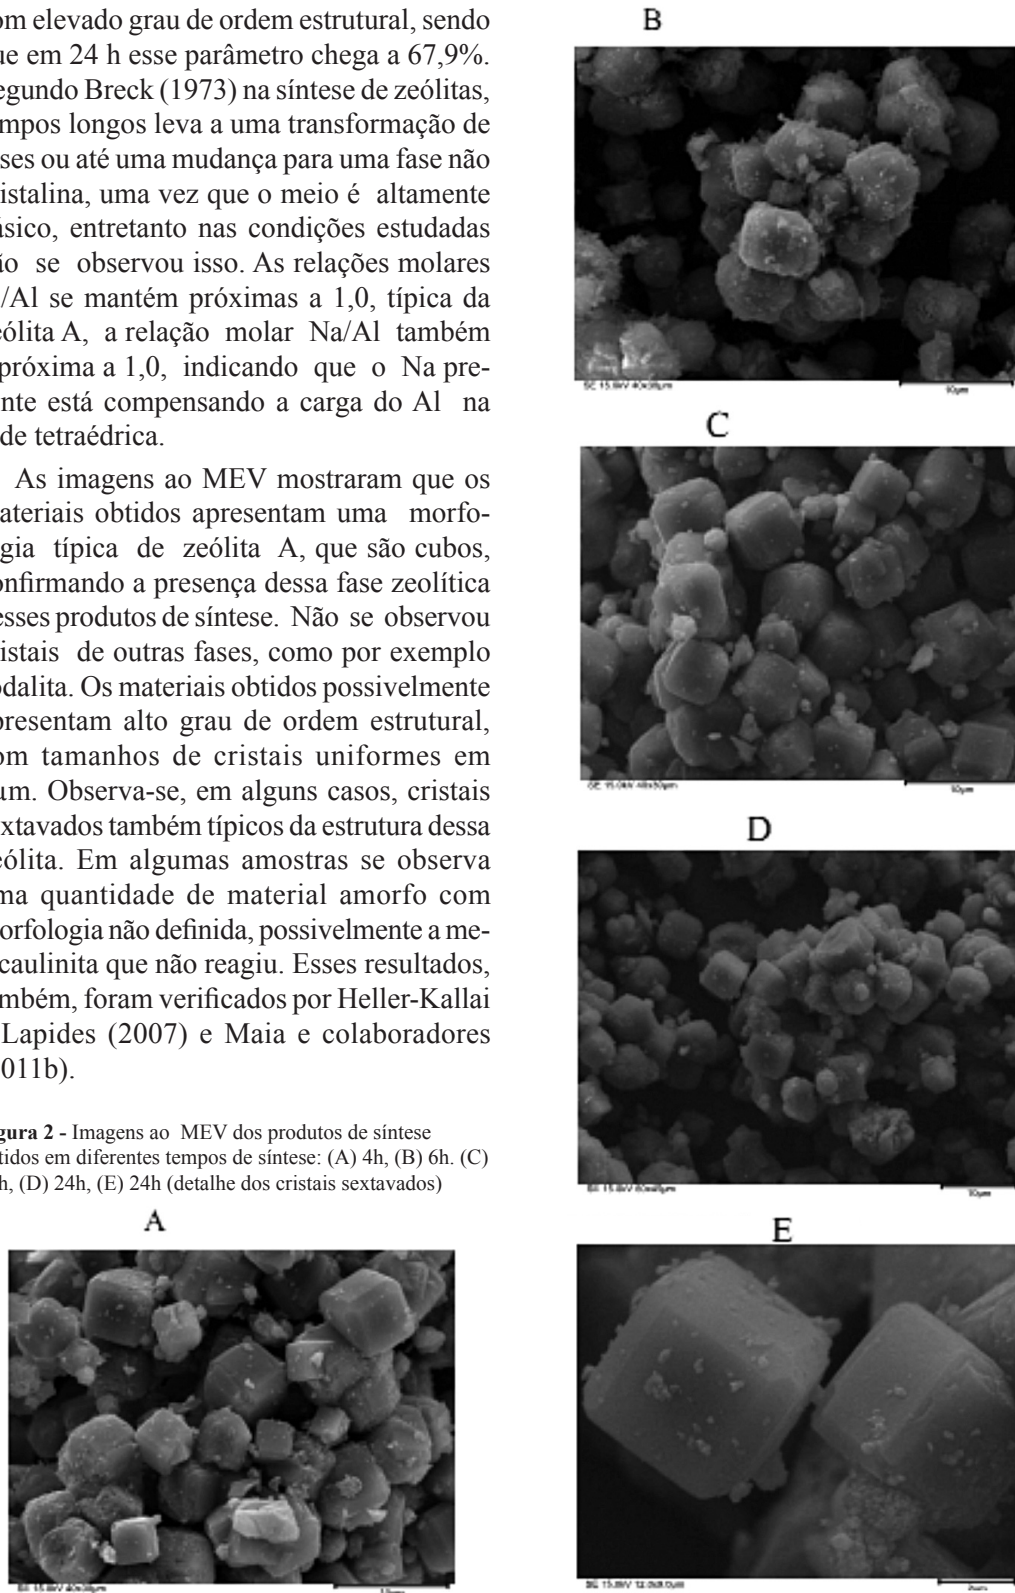 om elevado grau de ordem estrutural, sendo
ue em 24 h esse parâmetro chega a 67,9%.
egundo Breck (1973) na síntese de zeólitas,
mpos longos leva a uma transformação de
ses ou até uma mudança para uma fase não
istalina, uma vez que o meio é altamente
ásico, entretanto nas condições estudadas
ão se observou isso. As relações molares
/Al se mantém próximas a 1,0, típica da
eólita A, a relação molar Na/Al também
próxima a 1,0, indicando que o Na pre-
nte está compensando a carga do Al na
de tetraédrica.
As imagens ao MEV mostraram que os
ateriais obtidos apresentam uma morfo-
gia típica de zeólita A, que são cubos,
onfirmando a presença dessa fase zeolítica
esses produtos de síntese. Não se observou
istais de outras fases, como por exemplo
odalita. Os materiais obtidos possivelmente
presentam alto grau de ordem estrutural,
om tamanhos de cristais uniformes em
um. Observa-se, em alguns casos, cristais
xtavados também típicos da estrutura dessa
eólita. Em algumas amostras se observa
ma quantidade de material amorfo com
orfologia não definida, possivelmente a me-
caulinita que não reagiu. Esses resultados,
mbém, foram verificados por Heller-Kallai
Lapides (2007) e Maia e colaboradores
011b).
gura 2 - Imagens ao MEV dos produtos de síntese
tidos em diferentes tempos de síntese: (A) 4h, (B) 6h. (C)
h, (D) 24h, (E) 24h (detalhe dos cristais sextavados)
A
B
C
D
E